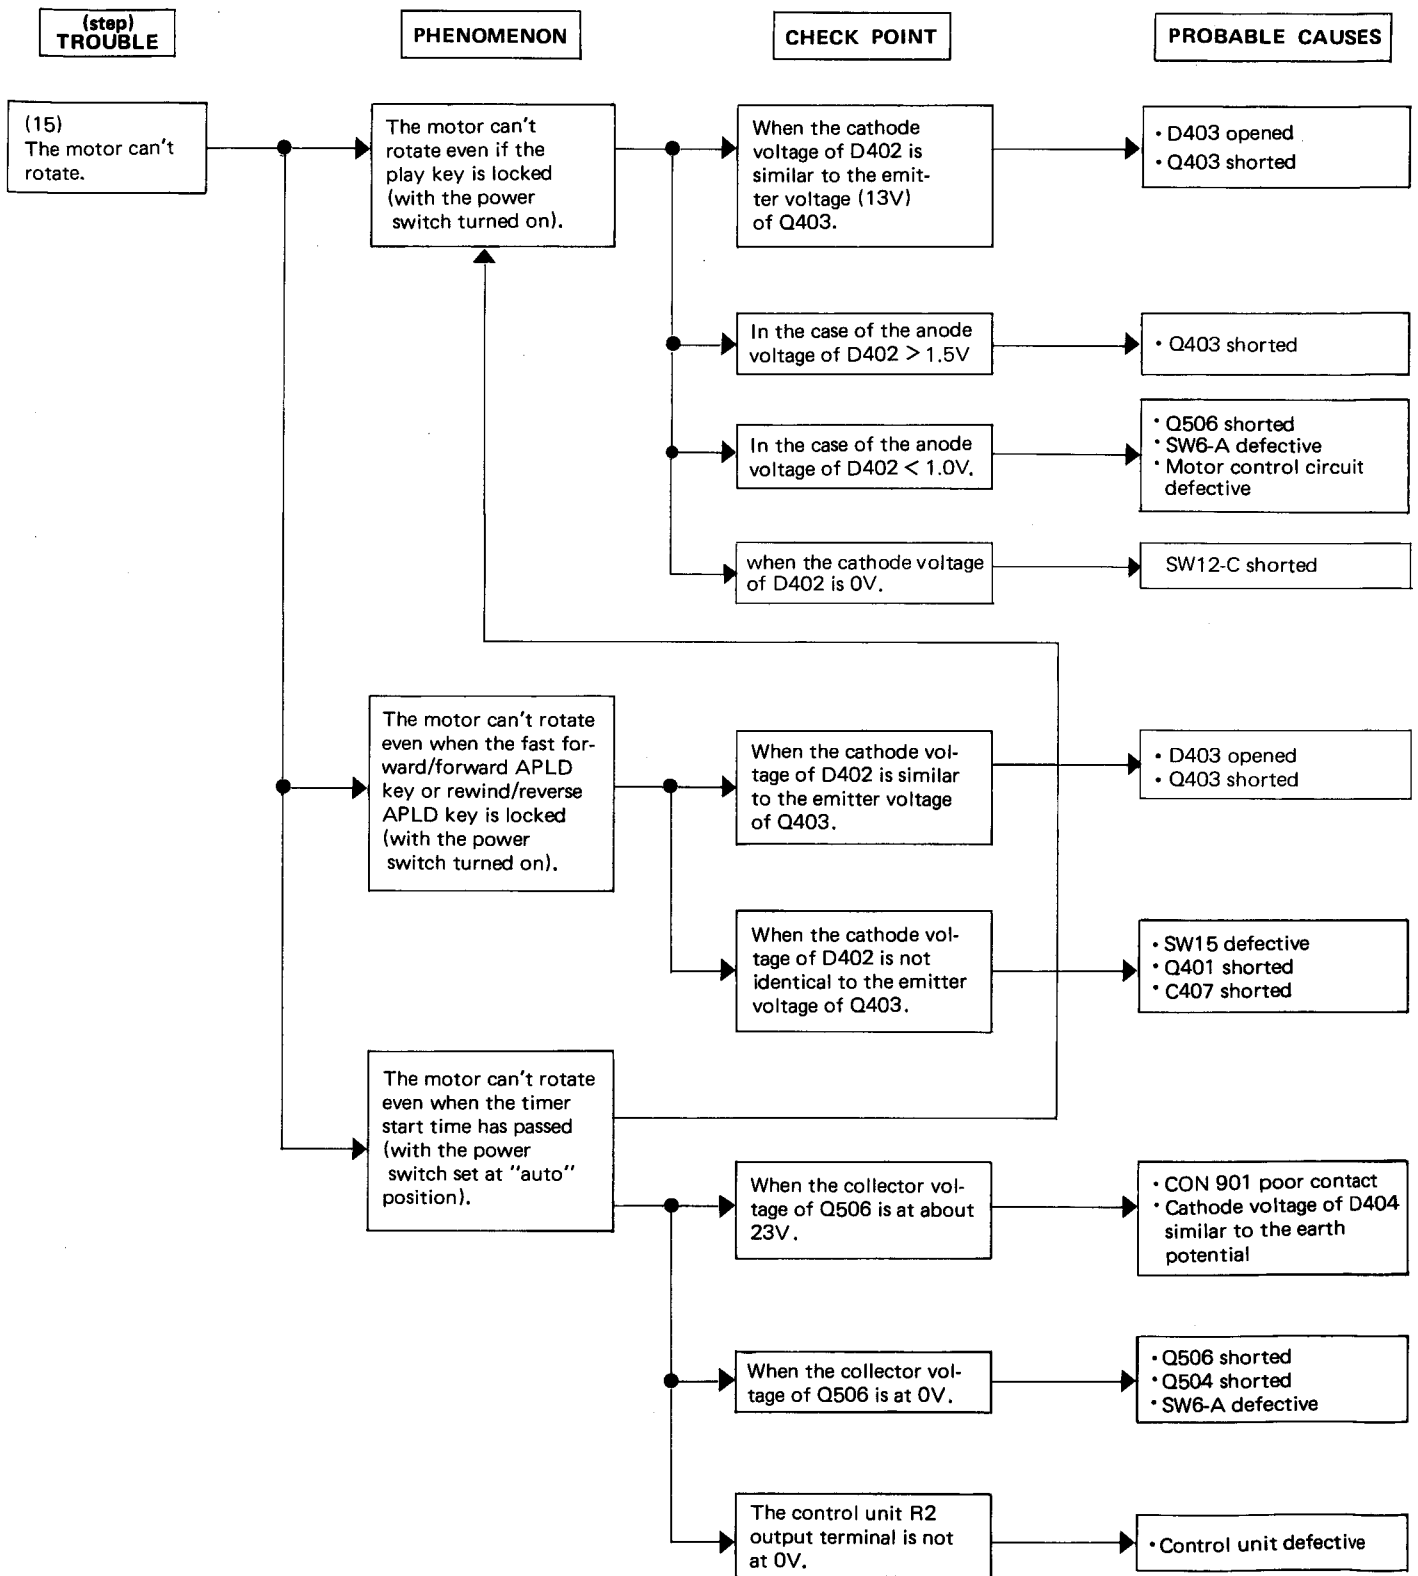 (step)
TROUBLE
PHENOMENON
CHECK POINT
PROBABLE CAUSES
(15)
The motor can't
rotate.
The motor can't
rotate even if the
play key is locked
(with the power
switch turned on).
When the cathode
voltage of D402 is
similar to the emit-
ter voltage (13V)
of Q403.
• D403 opened
• Q403 shorted
In the case of the anode
voltage of D402 > 1.5V
• Q403 shorted
In the case of the anode
voltage of D402 < 1.0V.
• Q506 shorted
• SW6-A defective
• Motor control circuit
defective
when the cathode voltage
of D402 is 0V.
SW12-C shorted
The motor can't rotate
even when the fast for-
ward/forward APLD
key or rewind/reverse
APLD key is locked
(with the power
switch turned on).
When the cathode vol-
tage of D402 is similar
to the emitter voltage
of Q403.
• D403 opened
• Q403 shorted
When the cathode vol-
tage of D402 is not
identical to the emitter
voltage of Q403.
• SW15 defective
• Q401 shorted
• C407 shorted
The motor can't rotate
even when the timer
start time has passed
(with the power
switch set at "auto"
position).
When the collector vol-
tage of Q506 is at about
23V.
• CON 901 poor contact
• Cathode voltage of D404
similar to the earth
potential
When the collector vol-
tage of Q506 is at 0V.
• Q506 shorted
• Q504 shorted
• SW6-A defective
The control unit R2
output terminal is not
at 0V.
• Control unit defective